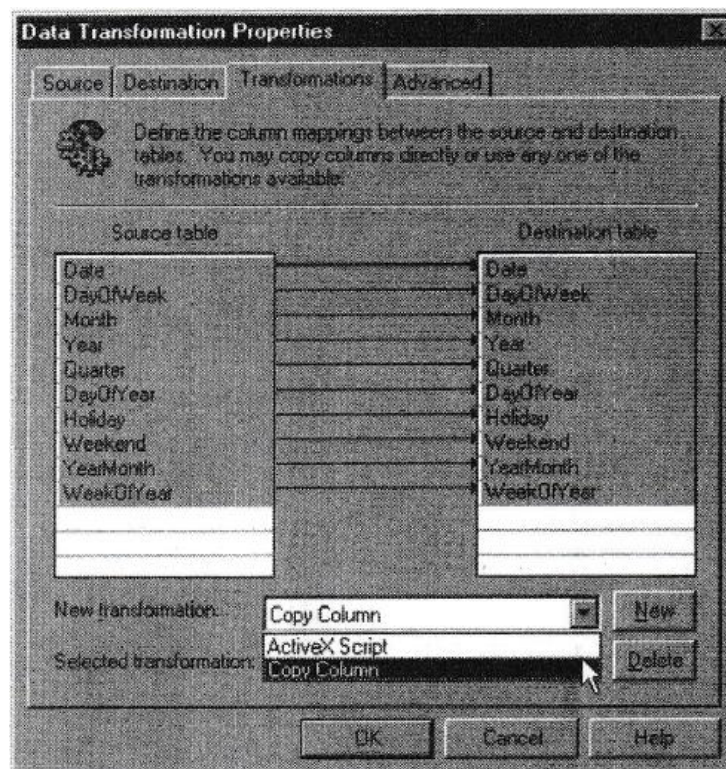 Data Transformation Properties
Source Destination Transformations Advanced
Define the column mappings between the source and destination
tables. You may copy columns directly or use any one of the
transformations available.
Source table Destination table
Date Date
DayOfWeek DayOfWeek
Month Month
Year Year
Quarter Quarter
DayOfYear DayOfYear
Holiday Holiday
Weekend Weekend
YearMonth YearMonth
WeekOfYear WeekOfYear
New transformation: Copy Column New
ActiveX Script
Selected transformation: Copy Column Delete
OK Cancel Help